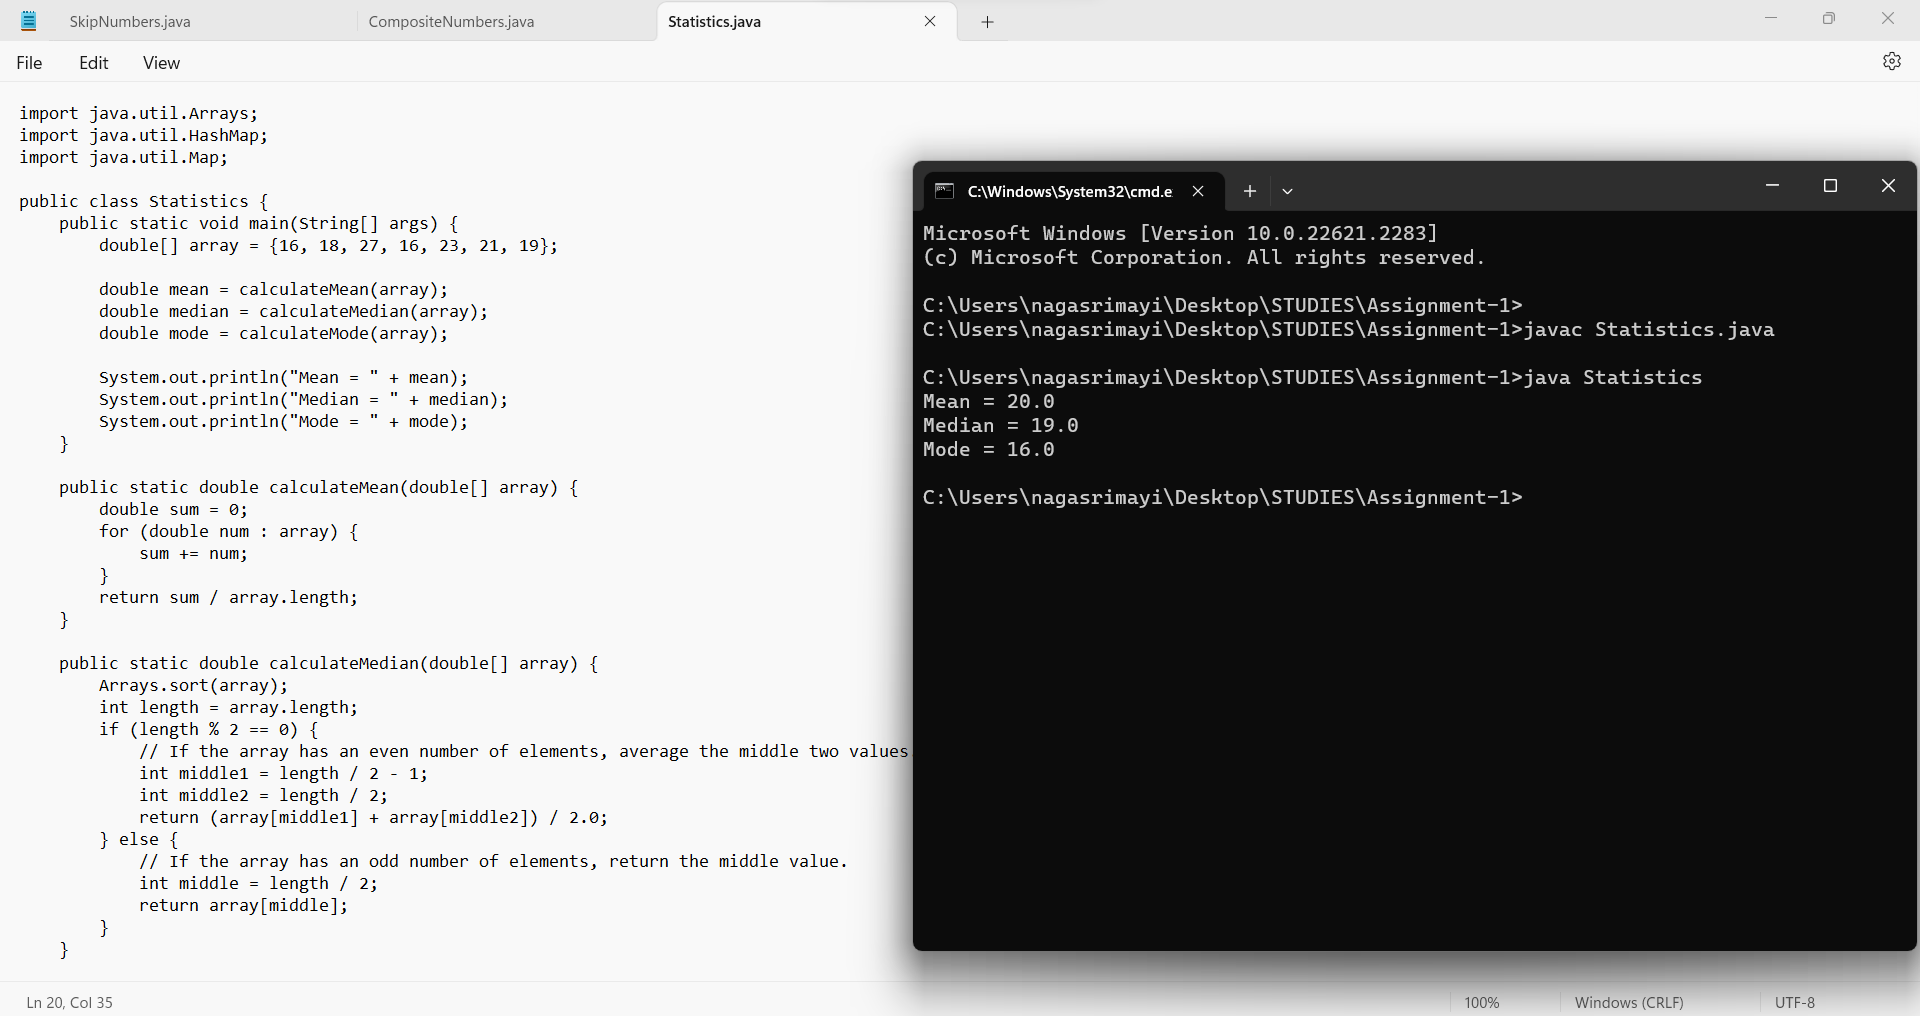 SkipNumbers.java
CompositeNumbers.java
Statistics.java
File Edit View
import java.util.Arrays;
import java.util.HashMap;
import java.util.Map;
public class Statistics {
    public static void main(String[] args) {
        double[] array = {16, 18, 27, 16, 23, 21, 19};
        double mean = calculateMean(array);
        double median = calculateMedian(array);
        double mode = calculateMode(array);
        System.out.println("Mean = " + mean);
        System.out.println("Median = " + median);
        System.out.println("Mode = " + mode);
    }
    public static double calculateMean(double[] array) {
        double sum = 0;
        for (double num : array) {
            sum += num;
        }
        return sum / array.length;
    }
    public static double calculateMedian(double[] array) {
        Arrays.sort(array);
        int length = array.length;
        if (length % 2 == 0) {
            // If the array has an even number of elements, average the middle two values.
            int middle1 = length / 2 - 1;
            int middle2 = length / 2;
            return (array[middle1] + array[middle2]) / 2.0;
        } else {
            // If the array has an odd number of elements, return the middle value.
            int middle = length / 2;
            return array[middle];
        }
    }
C:\Windows\System32\cmd.e
Microsoft Windows [Version 10.0.22621.2283]
(c) Microsoft Corporation. All rights reserved.
C:\Users\nagasrimayi\Desktop\STUDIES\Assignment-1>
C:\Users\nagasrimayi\Desktop\STUDIES\Assignment-1>javac Statistics.java
C:\Users\nagasrimayi\Desktop\STUDIES\Assignment-1>java Statistics
Mean = 20.0
Median = 19.0
Mode = 16.0
C:\Users\nagasrimayi\Desktop\STUDIES\Assignment-1>
Ln 20, Col 35
100%
Windows (CRLF)
UTF-8